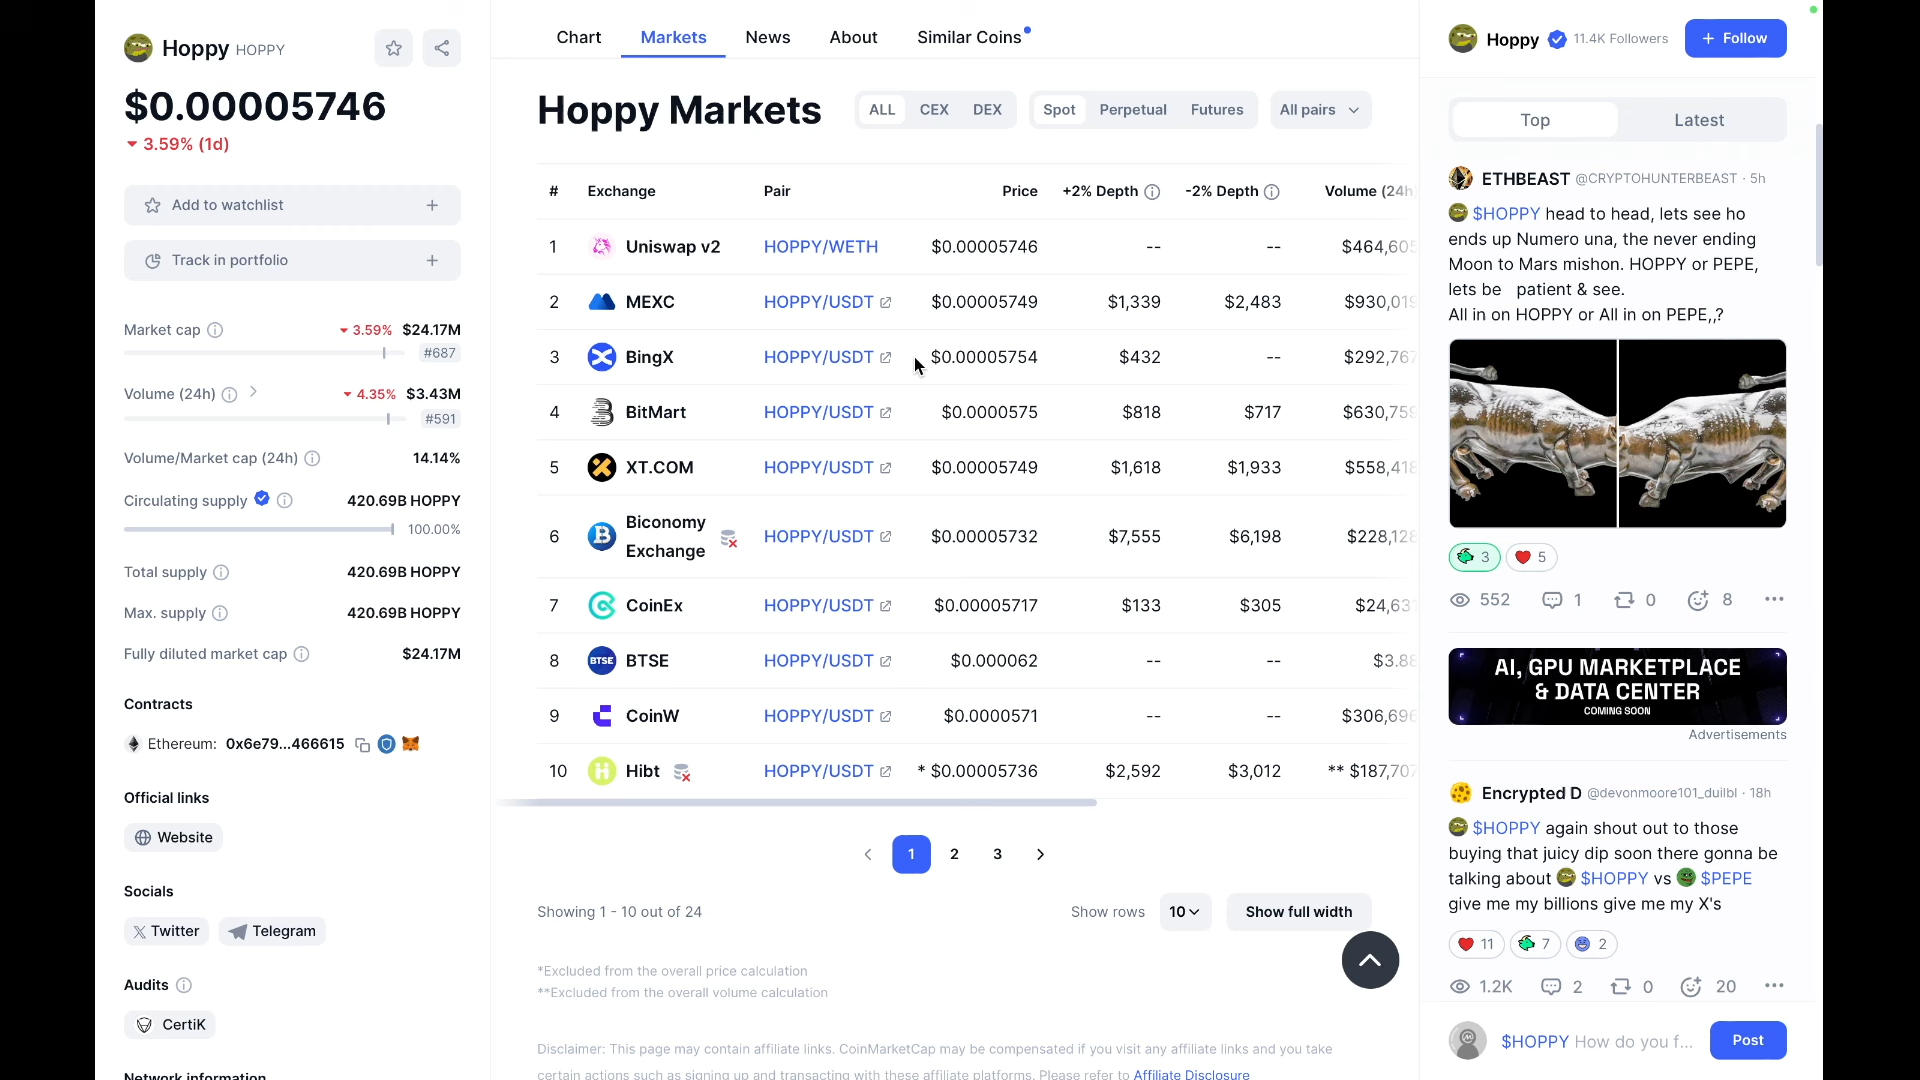 Hoppy HOPPY
$0.00005746
3.59% (1d)
Add to watchlist
Track in portfolio
Market cap 3.59% $24.17M
#687
Volume (24h) 4.35% $3.43M
#591
Volume/Market cap (24h) 14.14%
Circulating supply 420.69B HOPPY
100.00%
Total supply 420.69B HOPPY
Max. supply 420.69B HOPPY
Fully diluted market cap $24.17M
Contracts
Ethereum: 0x6e79...466615
Official links
Website
Socials
Twitter Telegram
Audits
CertiK
Network information
Chart Markets News About Similar Coins
Hoppy Markets ALL CEX DEX Spot Perpetual Futures All pairs
# Exchange Pair Price +2% Depth -2% Depth Volume (24h
1 Uniswap v2 HOPPY/WETH $0.00005746 -- -- $464,605
2 MEXC HOPPY/USDT $0.00005749 $1,339 $2,483 $930,019
3 BingX HOPPY/USDT $0.00005754 $432 -- $292,767
4 BitMart HOPPY/USDT $0.0000575 $818 $717 $630,759
5 XT.COM HOPPY/USDT $0.00005749 $1,618 $1,933 $558,418
6 Biconomy Exchange HOPPY/USDT $0.00005732 $7,555 $6,198 $228,128
7 CoinEx HOPPY/USDT $0.00005717 $133 $305 $24,631
8 BTSE BTSE HOPPY/USDT $0.000062 -- -- $3.88
9 CoinW HOPPY/USDT $0.0000571 -- -- $306,696
10 Hibt HOPPY/USDT * $0.00005736 $2,592 $3,012 ** $187,707
1 2 3
Showing 1 - 10 out of 24 Show rows 10 Show full width
*Excluded from the overall price calculation
**Excluded from the overall volume calculation
Disclaimer: This page may contain affiliate links. CoinMarketCap may be compensated if you visit any affiliate links and you take
certain actions such as signing up and transacting with these affiliate platforms. Please refer to Affiliate Disclosure
Hoppy 11.4K Followers + Follow
Top Latest
ETHBEAST @CRYPTOHUNTERBEAST · 5h
$HOPPY head to head, lets see ho
ends up Numero una, the never ending
Moon to Mars mishon. HOPPY or PEPE,
lets be patient & see.
All in on HOPPY or All in on PEPE,,?
3 5
552 1 0 8
AI, GPU MARKETPLACE
& DATA CENTER
COMING SOON
Advertisements
Encrypted D @devonmoore101_duilbl · 18h
$HOPPY again shout out to those
buying that juicy dip soon there gonna be
talking about $HOPPY vs $PEPE
give me my billions give me my X's
11 7 2
1.2K 2 0 20
$HOPPY How do you f... Post